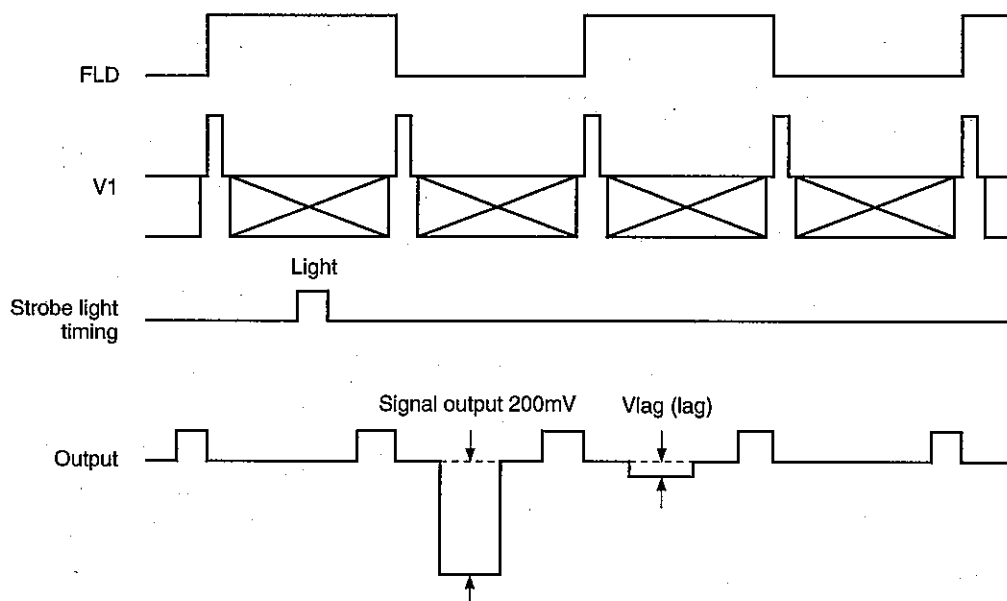 FLD
V1
Light
Strobe light
timing
Signal output 200mV
Vlag (lag)
Output